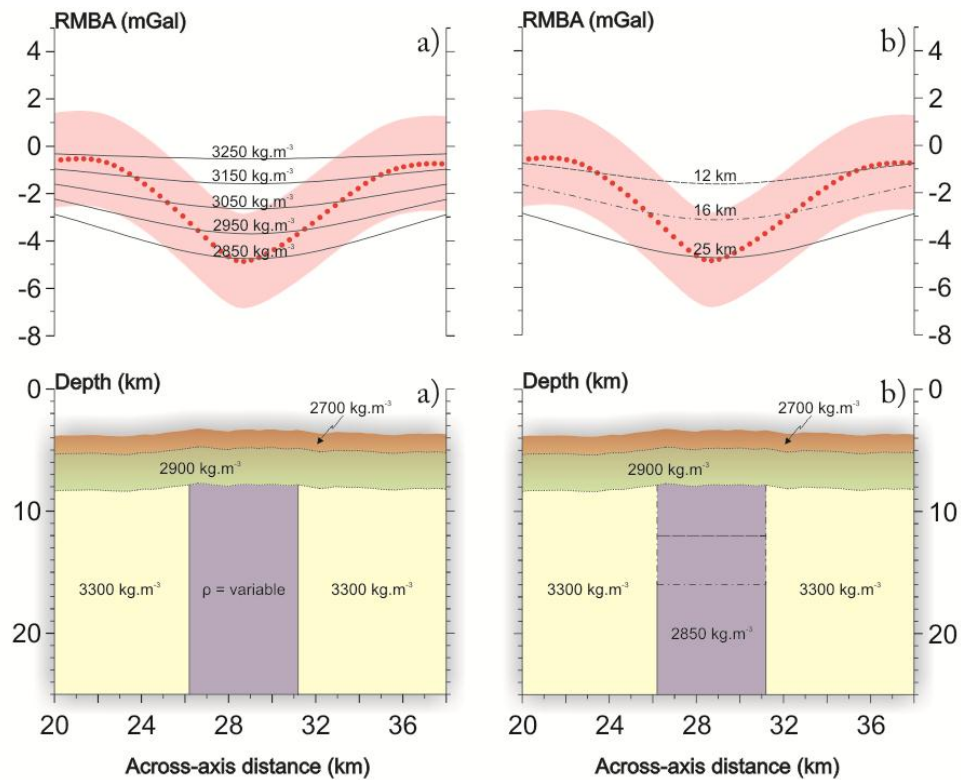 RMBA (mGal)
a)
4
2
0
-2
-4
-6
-8
3250 kg.m⁻³
3150 kg.m⁻³
3050 kg.m⁻³
2950 kg.m⁻³
2850 kg.m⁻³
RMBA (mGal)
b)
4
2
0
-2
-4
-6
-8
12 km
16 km
25 km
Depth (km)
a)
0
10
20
2700 kg.m⁻³
2900 kg.m⁻³
3300 kg.m⁻³
ρ = variable
3300 kg.m⁻³
20 24 28 32 36
Across-axis distance (km)
Depth (km)
b)
0
10
20
2700 kg.m⁻³
2900 kg.m⁻³
3300 kg.m⁻³
2850 kg.m⁻³
3300 kg.m⁻³
20 24 28 32 36
Across-axis distance (km)